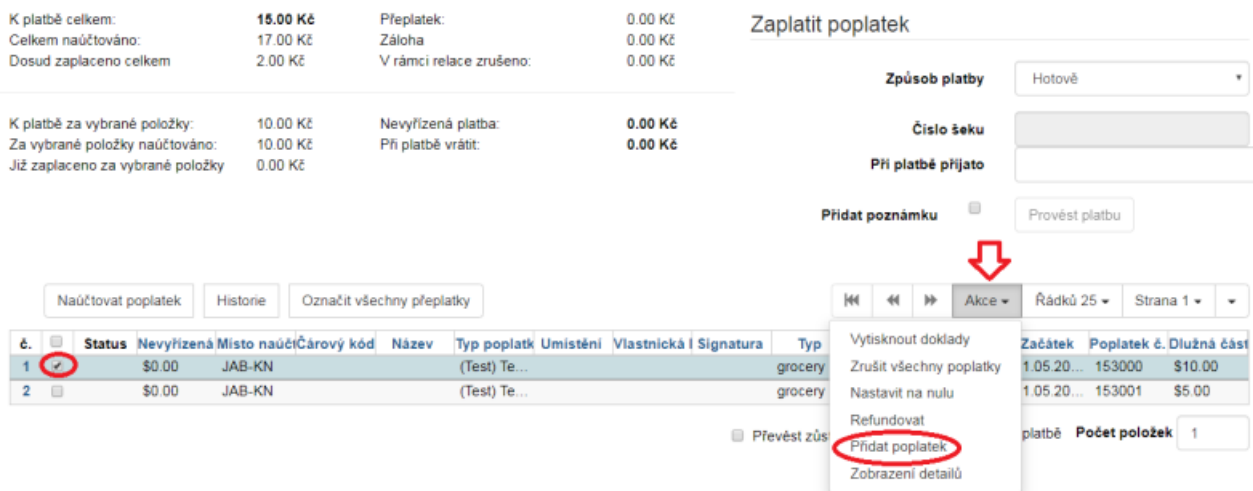 K platbě celkem: 15.00 Kč Přeplatek: 0.00 Kč
Celkem naúčtováno: 17.00 Kč Záloha 0.00 Kč
Dosud zaplaceno celkem 2.00 Kč V rámci relace zrušeno: 0.00 Kč
K platbě za vybrané položky: 10.00 Kč Nevyřízená platba: 0.00 Kč
Za vybrané položky naúčtováno: 10.00 Kč Při platbě vrátit: 0.00 Kč
Již zaplaceno za vybrané položky 0.00 Kč
Zaplatit poplatek
Způsob platby Hotově
Číslo šeku
Při platbě přijato
Přidat poznámku Provést platbu
Naúčtovat poplatek Historie Označit všechny přeplatky Akce Řádků 25 Strana 1
č. Status Nevyřízená Místo naúčt Čárový kód Název Typ poplatk Umístění Vlastnická Signatura Typ Začátek Poplatek č. Dlužná část
1 $0.00 JAB-KN (Test) Te... grocery 1.05.20... 153000 $10.00
2 $0.00 JAB-KN (Test) Te... grocery 1.05.20... 153001 $5.00
Vytisknout doklady
Zrušit všechny poplatky
Nastavit na nulu
Refundovat
Přidat poplatek
Zobrazení detailů
Převést zůs platbě Počet položek 1